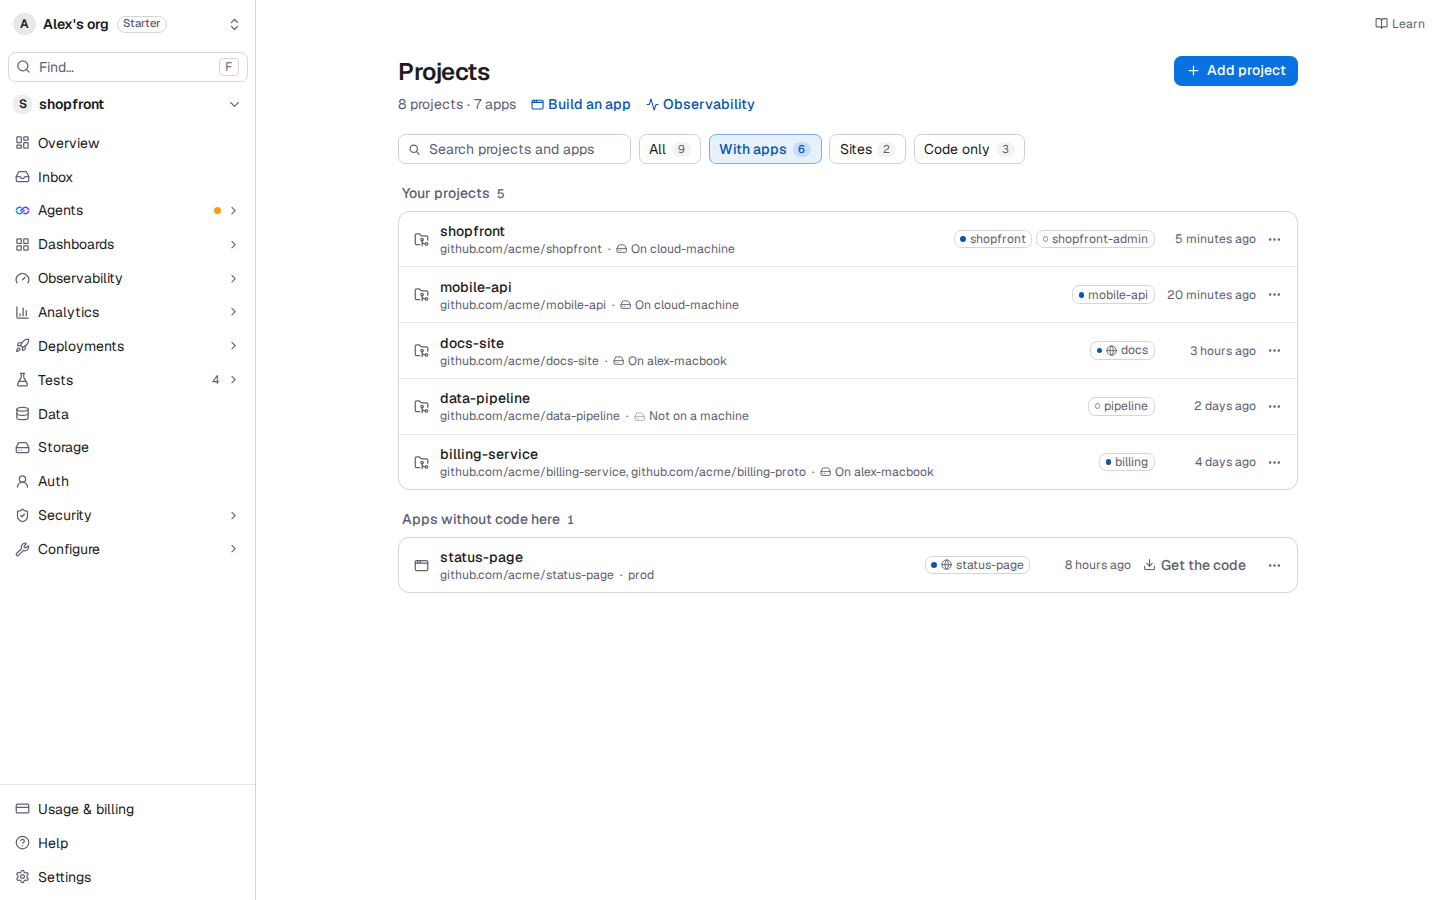 A Alex's org Starter
Find... F
S shopfront
Overview
Inbox
Agents
Dashboards
Observability
Analytics
Deployments
Tests 4
Data
Storage
Auth
Security
Configure
Usage & billing
Help
Settings
Learn
Projects
Add project
8 projects · 7 apps Build an app Observability
Search projects and apps All 9 With apps 6 Sites 2 Code only 3
Your projects 5
shopfront
github.com/acme/shopfront · On cloud-machine
shopfront shopfront-admin 5 minutes ago
mobile-api
github.com/acme/mobile-api · On cloud-machine
mobile-api 20 minutes ago
docs-site
github.com/acme/docs-site · On alex-macbook
docs 3 hours ago
data-pipeline
github.com/acme/data-pipeline · Not on a machine
pipeline 2 days ago
billing-service
github.com/acme/billing-service, github.com/acme/billing-proto · On alex-macbook
billing 4 days ago
Apps without code here 1
status-page
github.com/acme/status-page · prod
status-page 8 hours ago Get the code